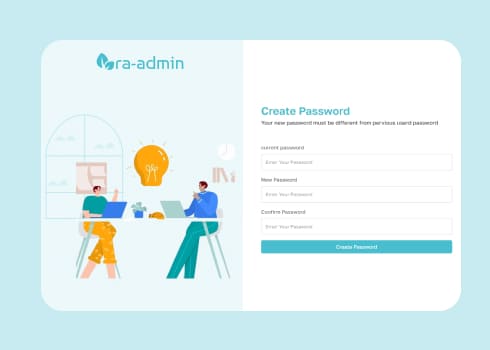 ra-admin
Create Password
Your new password must be different from pervious userd password
current password
Enter Your Password
New Password
Enter Your Password
Confirm Password
Enter Your Password
Create Password